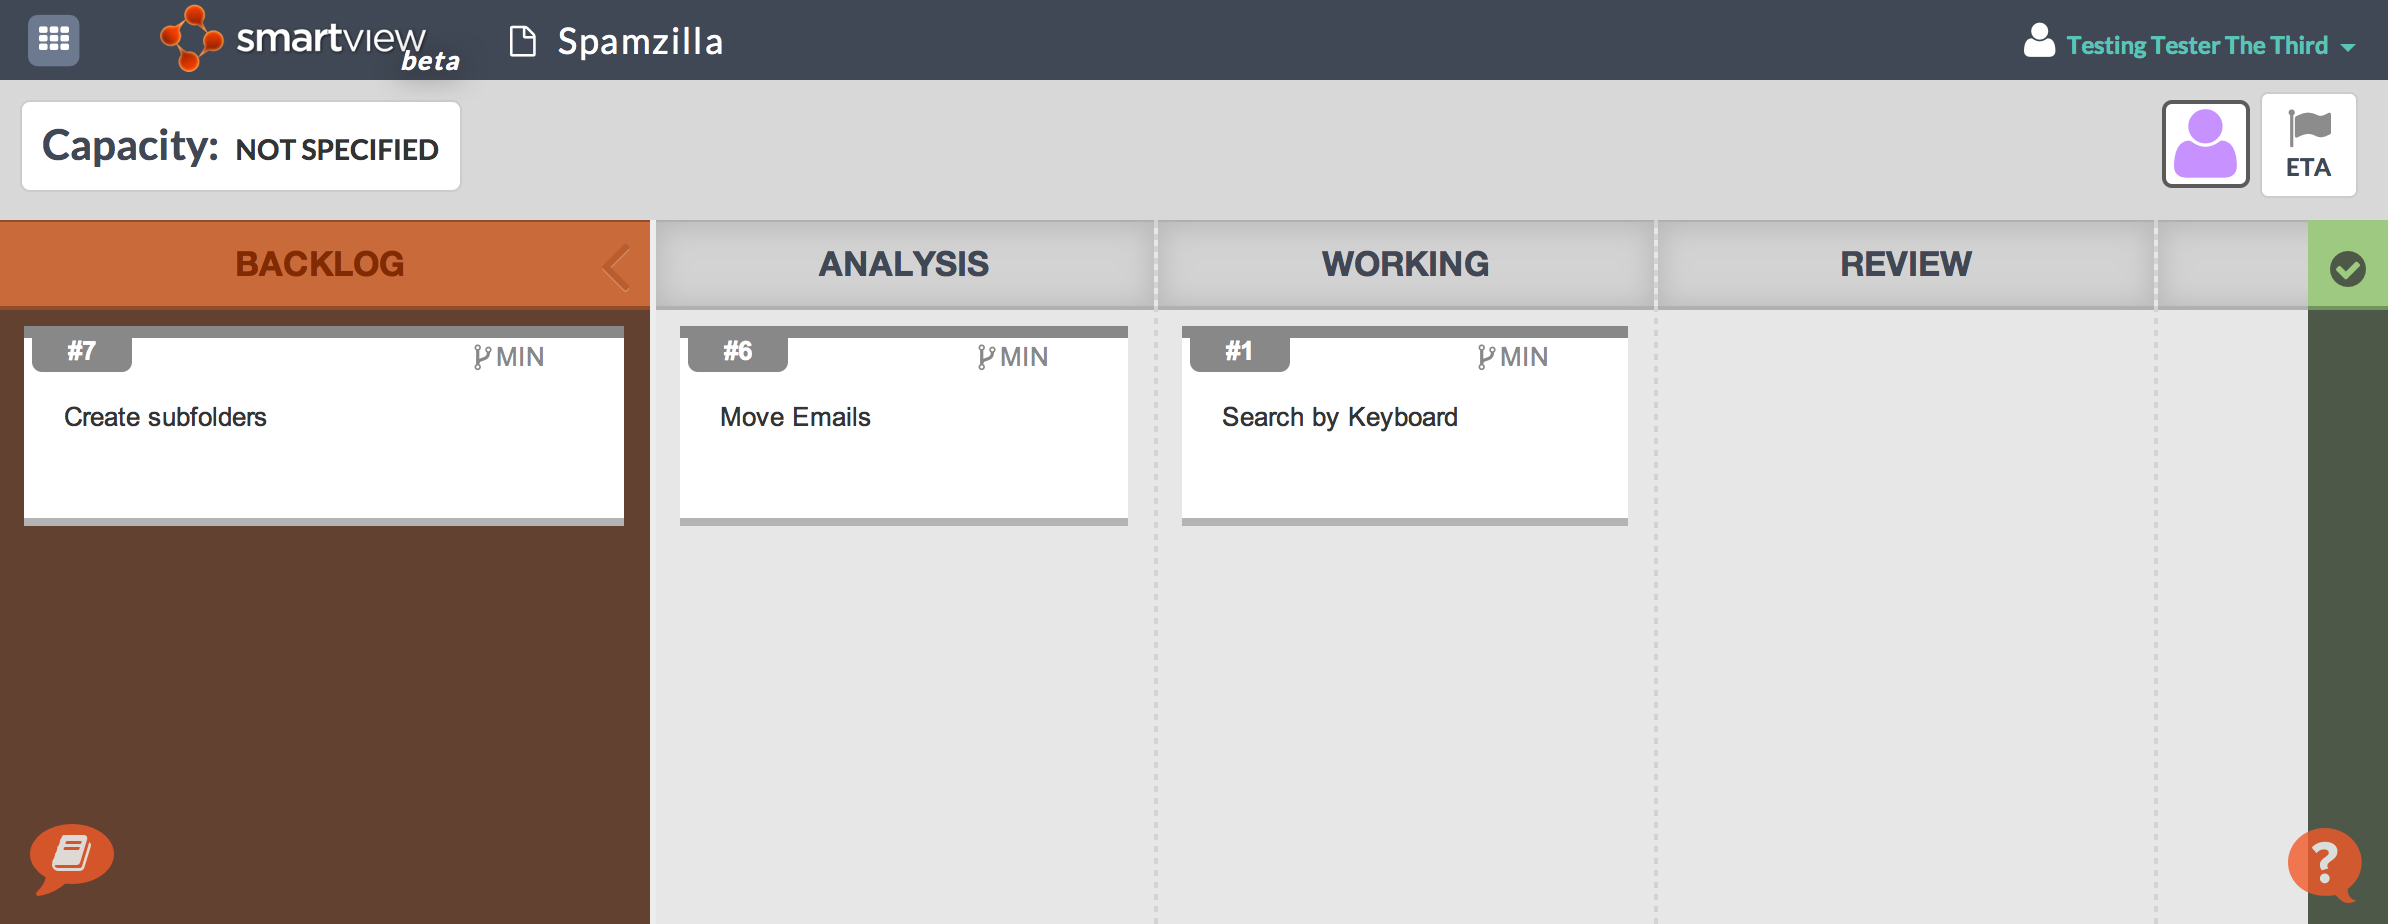 smartview
beta
Spamzilla
Testing Tester The Third
Capacity: NOT SPECIFIED
ETA
BACKLOG
ANALYSIS
WORKING
REVIEW
#7
MIN
Create subfolders
#6
MIN
Move Emails
#1
MIN
Search by Keyboard
?